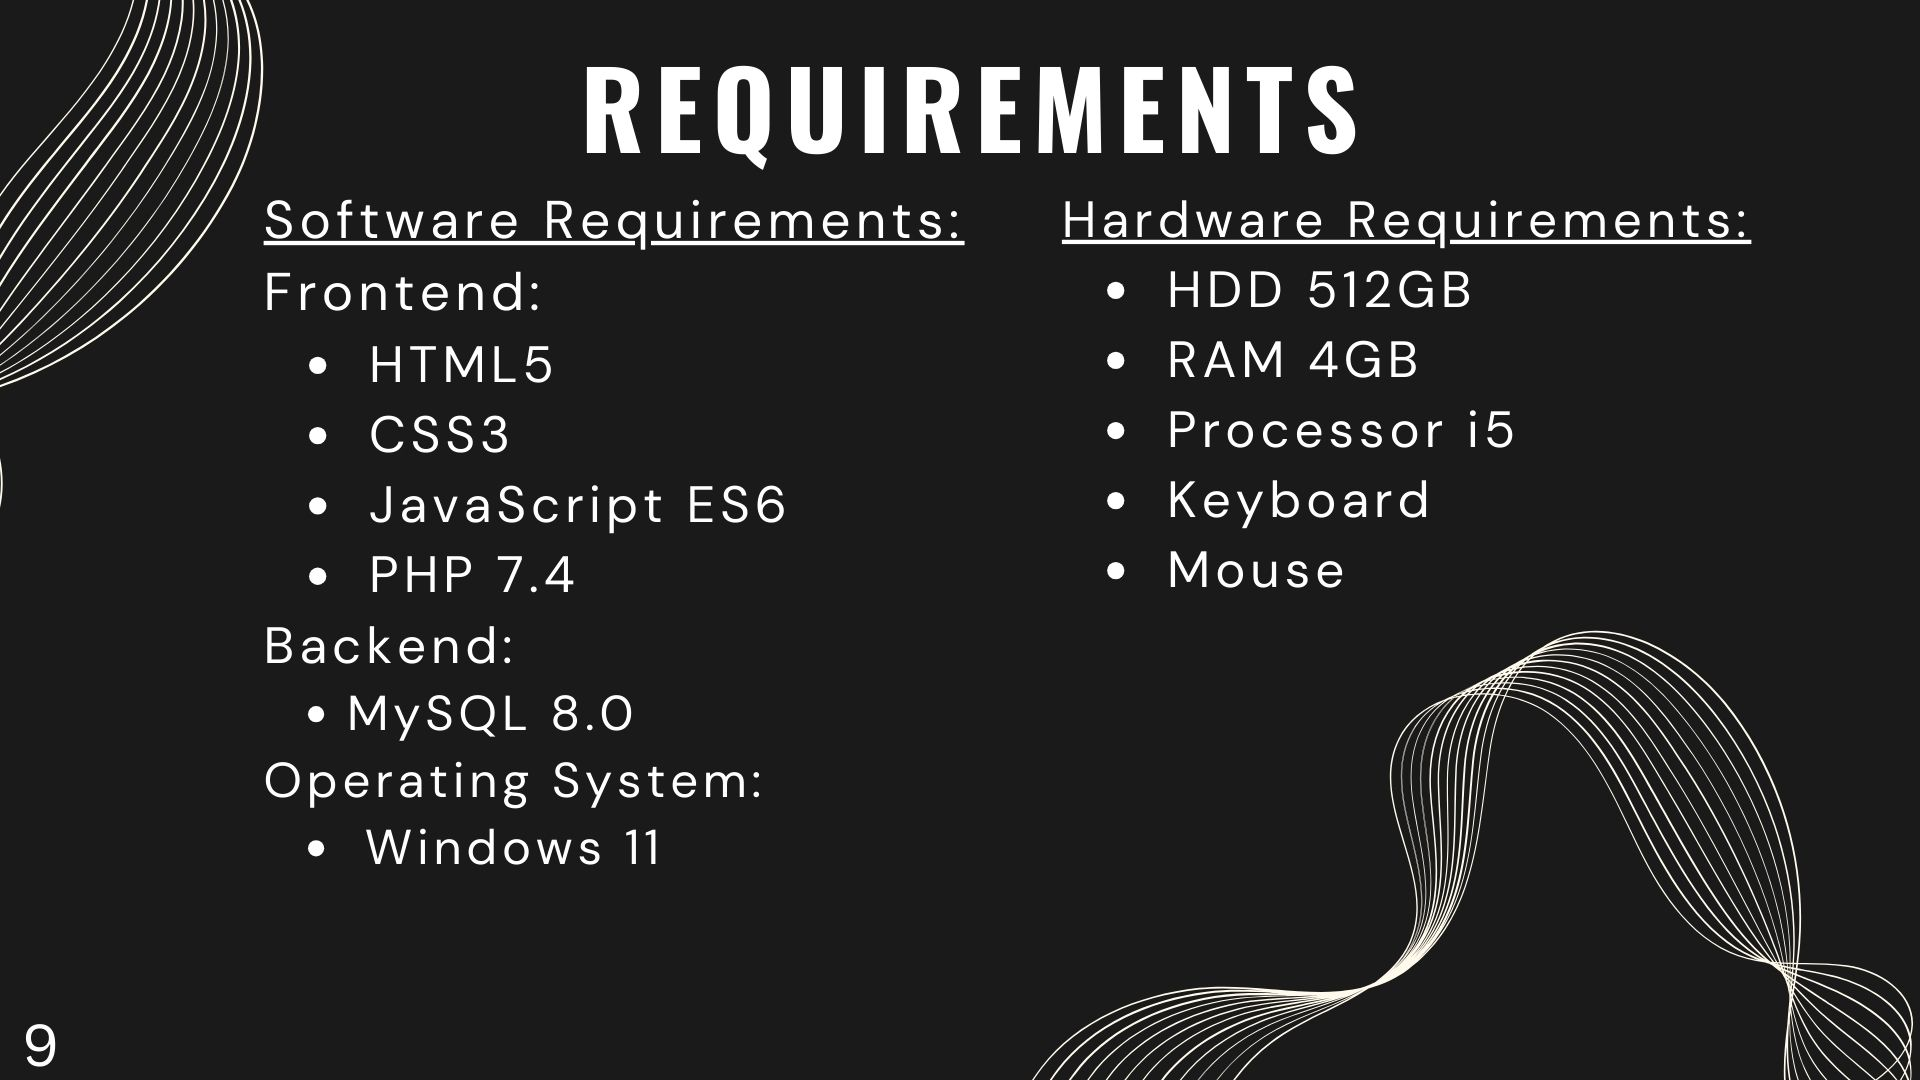 REQUIREMENTS
Software Requirements:
Frontend:
• HTML5
• CSS3
• JavaScript ES6
• PHP 7.4
Backend:
• MySQL 8.0
Operating System:
• Windows 11
Hardware Requirements:
• HDD 512GB
• RAM 4GB
• Processor i5
• Keyboard
• Mouse
9